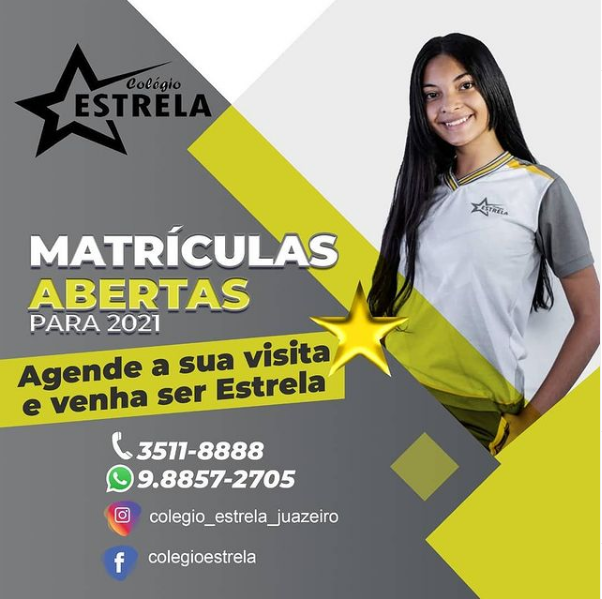 Colégio
ESTRELA
ESTRELA
MATRÍCULAS
ABERTAS
PARA 2021
Agende a sua visita
e venha ser Estrela
3511-8888
9.8857-2705
colegio_estrela_juazeiro
colegioestrela